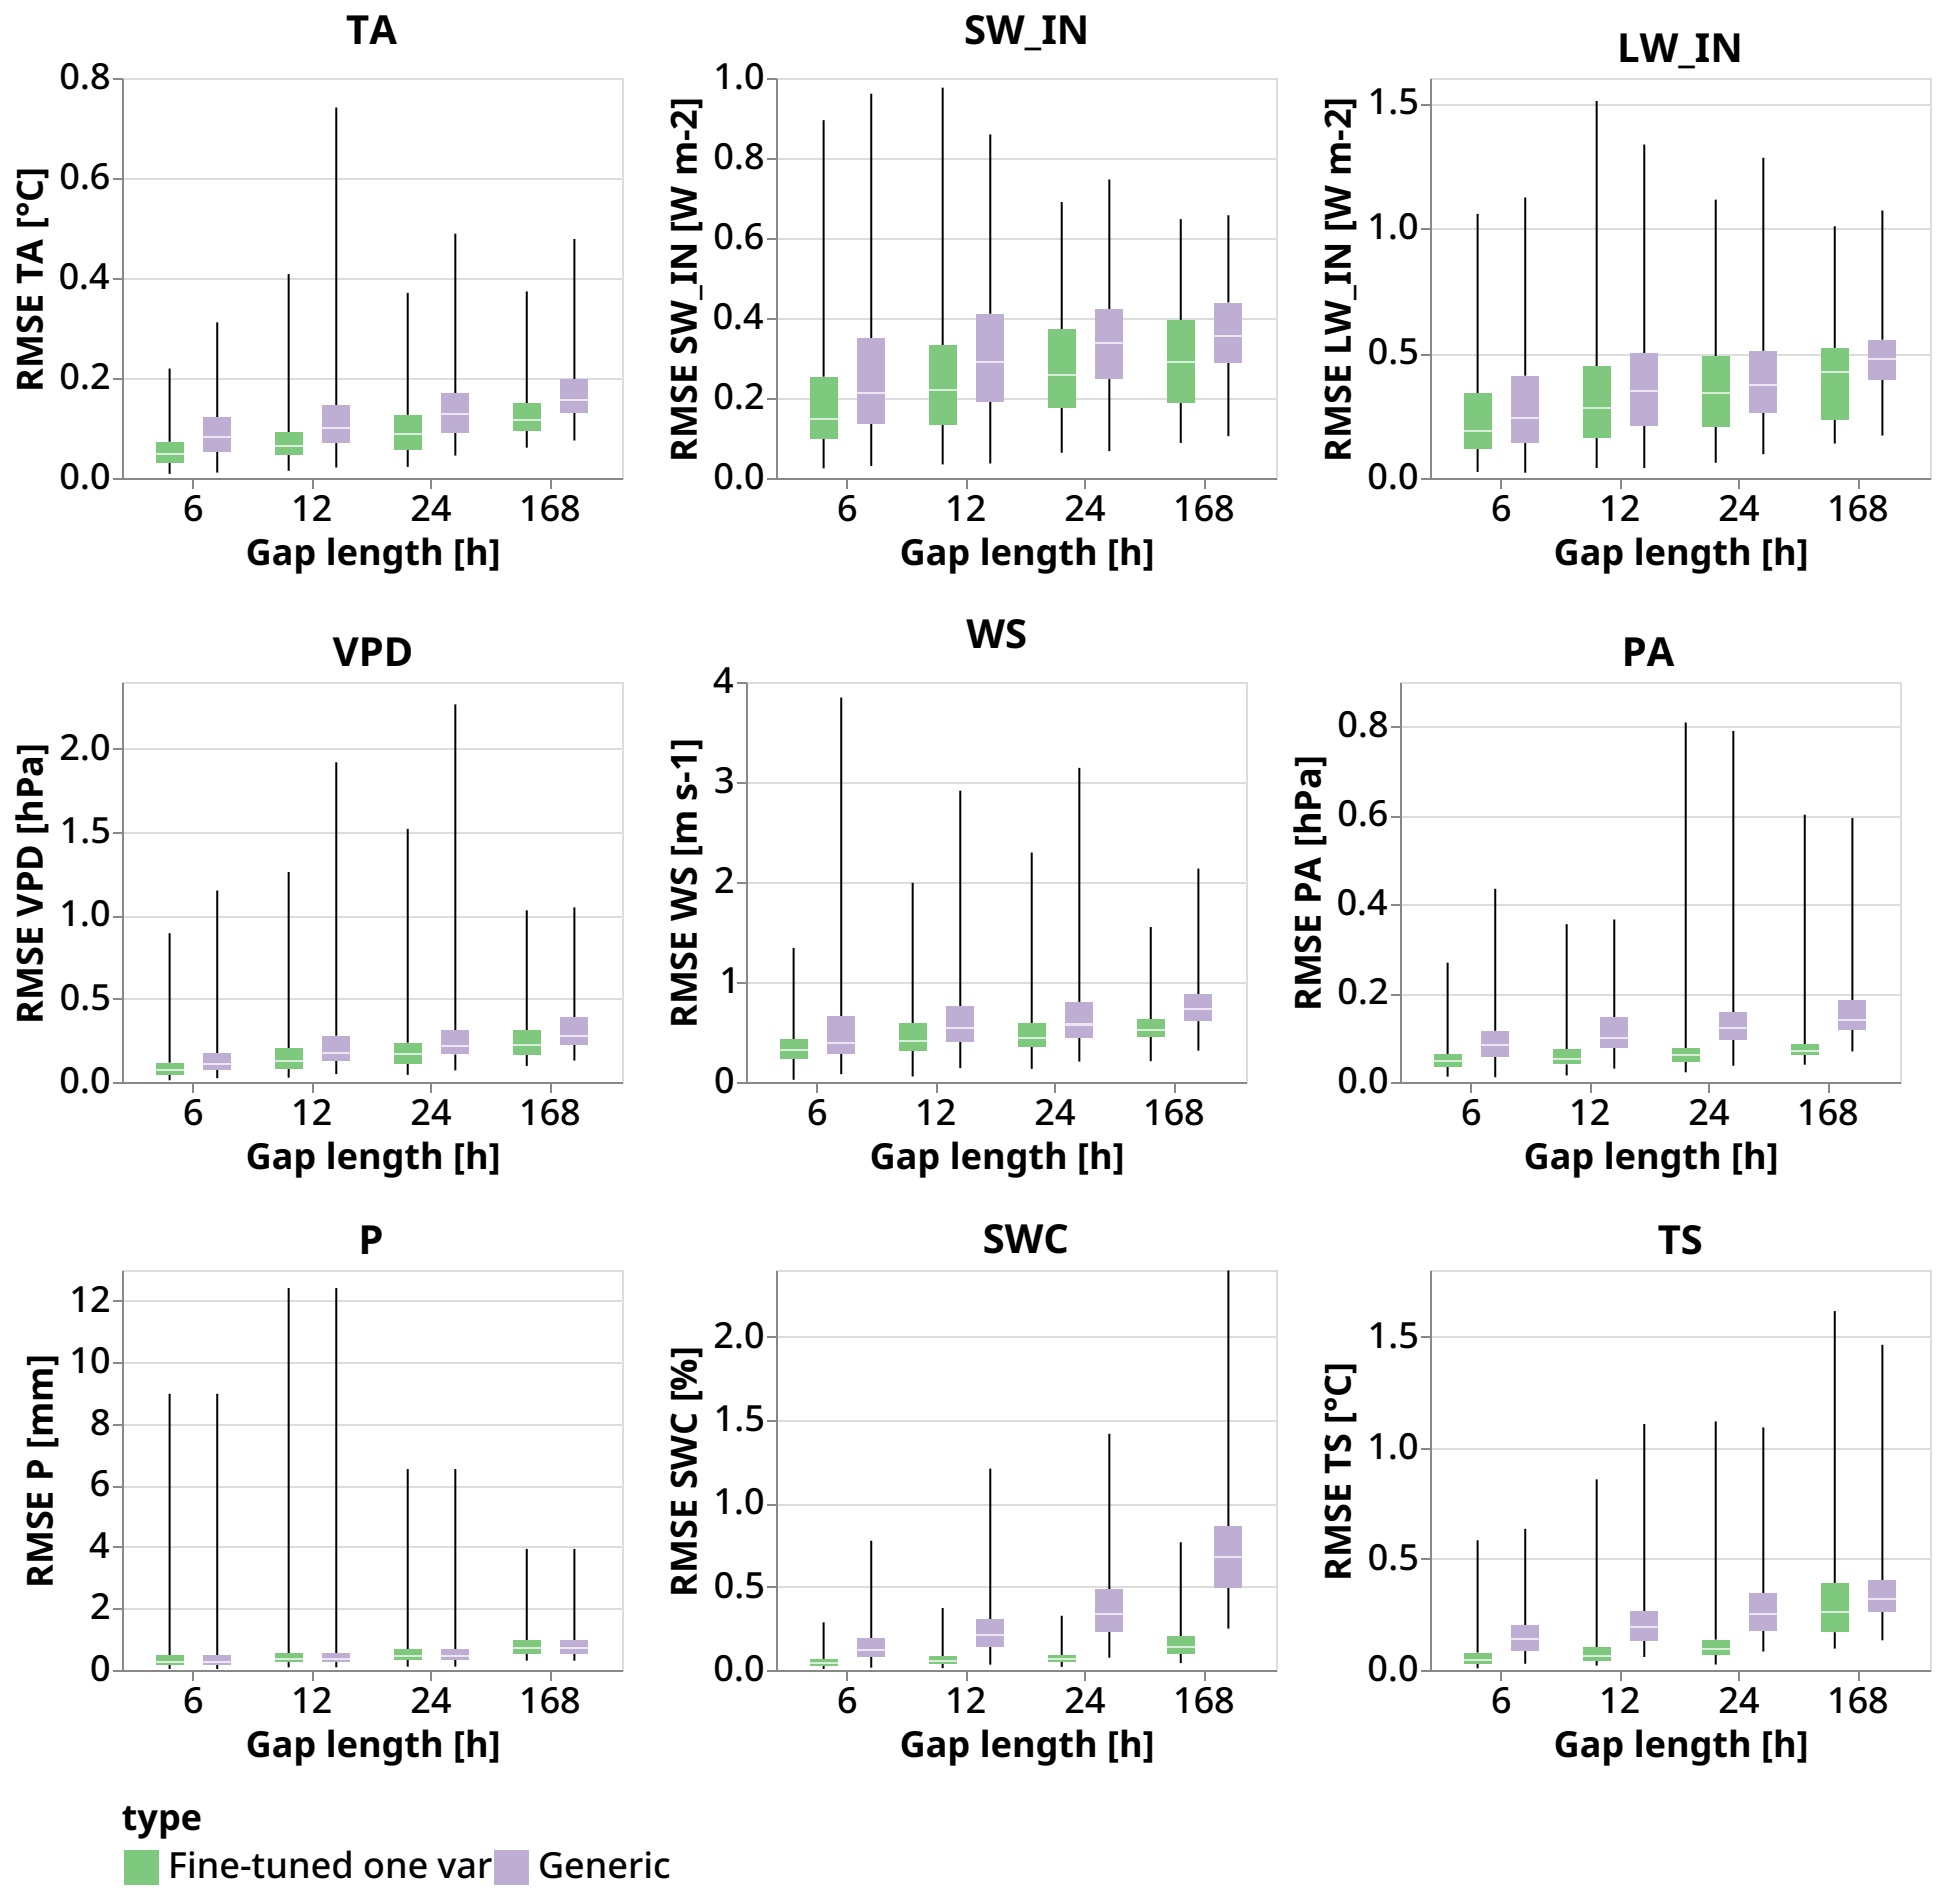 TA
RMSE TA [°C]
0.8
0.6
0.4
0.2
0.0
6 12 24 168
Gap length [h]
SW_IN
RMSE SW_IN [W m-2]
1.0
0.8
0.6
0.4
0.2
0.0
6 12 24 168
Gap length [h]
LW_IN
RMSE LW_IN [W m-2]
1.5
1.0
0.5
0.0
6 12 24 168
Gap length [h]
VPD
RMSE VPD [hPa]
2.0
1.5
1.0
0.5
0.0
6 12 24 168
Gap length [h]
WS
RMSE WS [m s-1]
4
3
2
1
0
6 12 24 168
Gap length [h]
PA
RMSE PA [hPa]
0.8
0.6
0.4
0.2
0.0
6 12 24 168
Gap length [h]
P
RMSE P [mm]
12
10
8
6
4
2
0
6 12 24 168
Gap length [h]
SWC
RMSE SWC [%]
2.0
1.5
1.0
0.5
0.0
6 12 24 168
Gap length [h]
TS
RMSE TS [°C]
1.5
1.0
0.5
0.0
6 12 24 168
Gap length [h]
type
Fine-tuned one var Generic